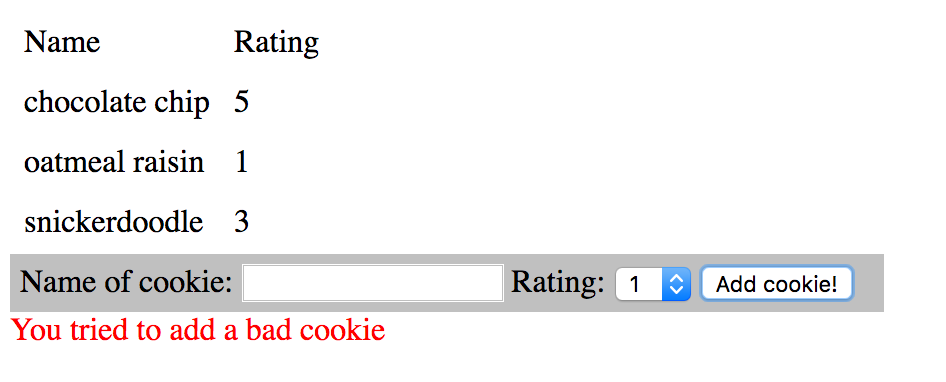 Name Rating
chocolate chip 5
oatmeal raisin 1
snickerdoodle 3
Name of cookie: Rating: 1 Add cookie!
You tried to add a bad cookie